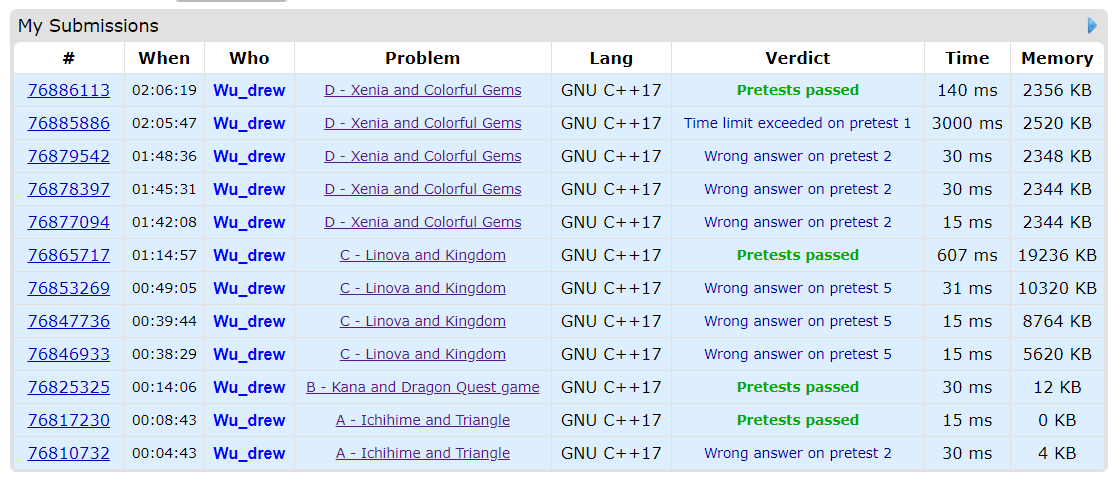 My Submissions
# When Who Problem Lang Verdict Time Memory
76886113 02:06:19 Wu_drew D - Xenia and Colorful Gems GNU C++17 Pretests passed 140 ms 2356 KB
76885886 02:05:47 Wu_drew D - Xenia and Colorful Gems GNU C++17 Time limit exceeded on pretest 1 3000 ms 2520 KB
76879542 01:48:36 Wu_drew D - Xenia and Colorful Gems GNU C++17 Wrong answer on pretest 2 30 ms 2348 KB
76878397 01:45:31 Wu_drew D - Xenia and Colorful Gems GNU C++17 Wrong answer on pretest 2 30 ms 2344 KB
76877094 01:42:08 Wu_drew D - Xenia and Colorful Gems GNU C++17 Wrong answer on pretest 2 15 ms 2344 KB
76865717 01:14:57 Wu_drew C - Linova and Kingdom GNU C++17 Pretests passed 607 ms 19236 KB
76853269 00:49:05 Wu_drew C - Linova and Kingdom GNU C++17 Wrong answer on pretest 5 31 ms 10320 KB
76847736 00:39:44 Wu_drew C - Linova and Kingdom GNU C++17 Wrong answer on pretest 5 15 ms 8764 KB
76846933 00:38:29 Wu_drew C - Linova and Kingdom GNU C++17 Wrong answer on pretest 5 15 ms 5620 KB
76825325 00:14:06 Wu_drew B - Kana and Dragon Quest game GNU C++17 Pretests passed 30 ms 12 KB
76817230 00:08:43 Wu_drew A - Ichihime and Triangle GNU C++17 Pretests passed 15 ms 0 KB
76810732 00:04:43 Wu_drew A - Ichihime and Triangle GNU C++17 Wrong answer on pretest 2 30 ms 4 KB